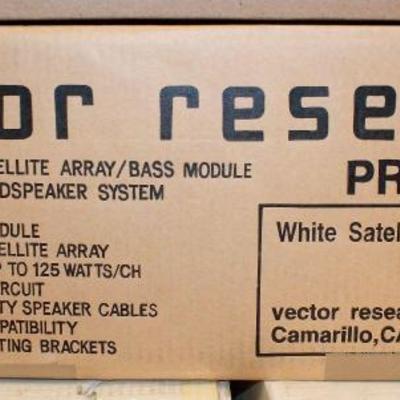 or rese
ELLITE ARRAY/BASS MODULE
DSPEAKER SYSTEM
PR
DULE
ELLITE ARRAY
P TO 125 WATTS/CH
RCUIT
TY SPEAKER CABLES
PATIBILITY
TING BRACKETS
White Satel
vector resea
Camarillo,CA